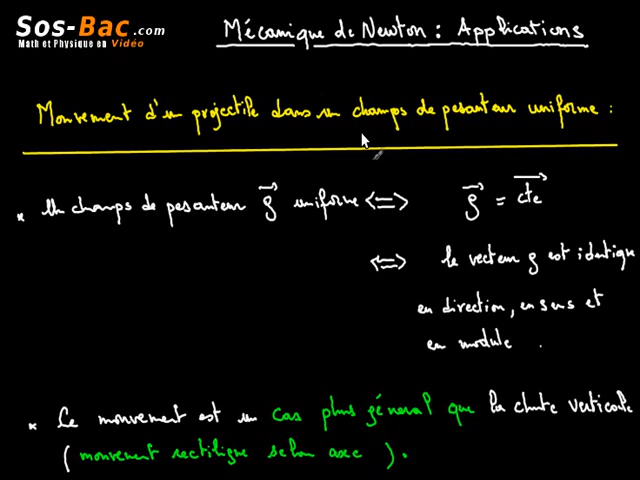 Sos-Bac.com
Math et Physique en Vidéo
Mécanique de Newton : Applications
Mouvement d'un projectile dans un champs de pesanteur uniforme :
* Un champs de pesanteur g⃗ uniforme <=> g⃗ = cte⃗
<=> le vecteur g est identique
en direction, en sens et
en module .
* Ce mouvement est un cas plus général que la chute verticale
(mouvement rectiligne selon axe ).